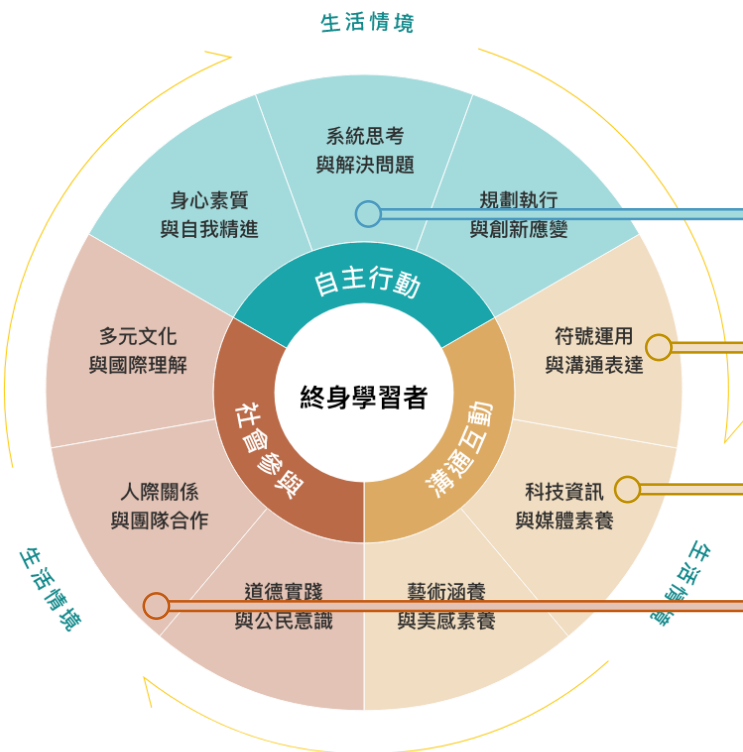 生活情境
系統思考
與解決問題
身心素質
與自我精進
規劃執行
與創新應變
自主行動
多元文化
與國際理解
符號運用
與溝通表達
終身學習者
社會參與
溝通互動
人際關係
與團隊合作
科技資訊
與媒體素養
生活情境
生活情境
道德實踐
與公民意識
藝術涵養
與美感素養